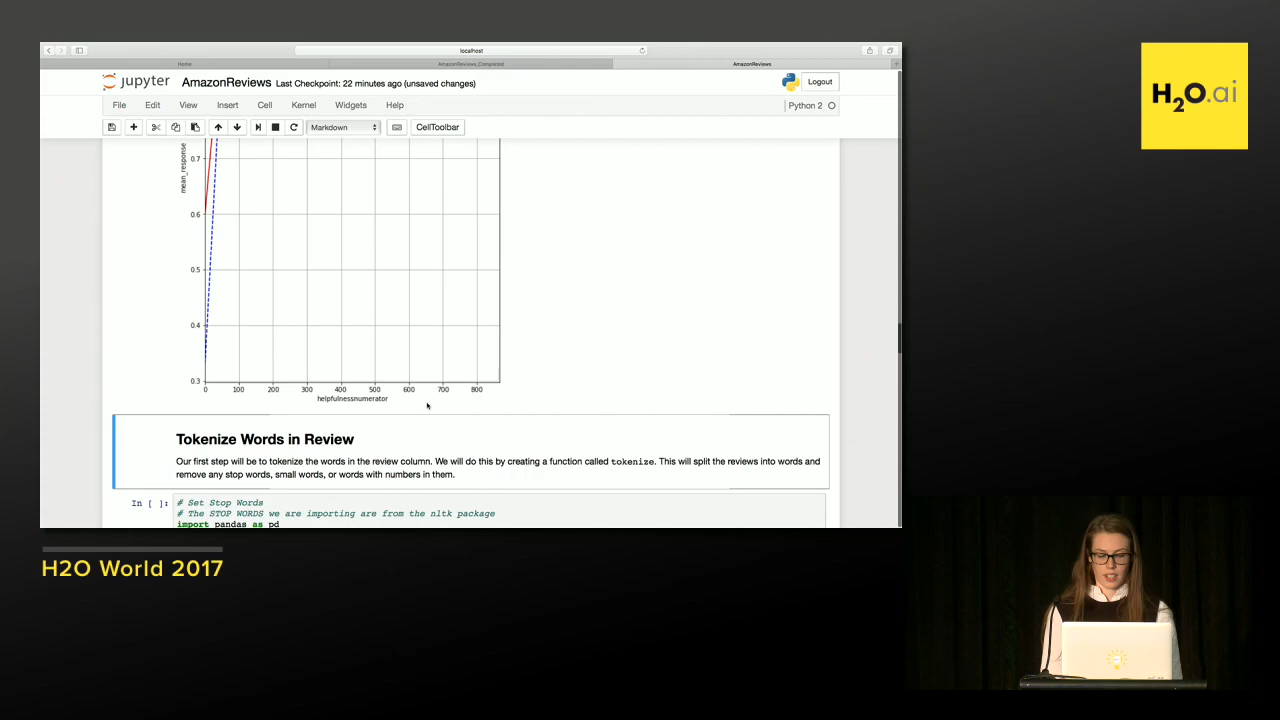 localhost
Home
AmazonReviews_Completed
AmazonReviews
+
jupyter AmazonReviews Last Checkpoint: 22 minutes ago (unsaved changes)
Logout
File Edit View Insert Cell Kernel Widgets Help
Python 2
Markdown
CellToolbar
mean_response
0.7
0.6
0.5
0.4
0.3
0 100 200 300 400 500 600 700 800
helpfulnessnumerator
Tokenize Words in Review
Our first step will be to tokenize the words in the review column. We will do this by creating a function called tokenize. This will split the reviews into words and
remove any stop words, small words, or words with numbers in them.
In [ ]: # Set Stop Words
# The STOP WORDS we are importing are from the nltk package
import pandas as pd
H2O.ai
H2O World 2017